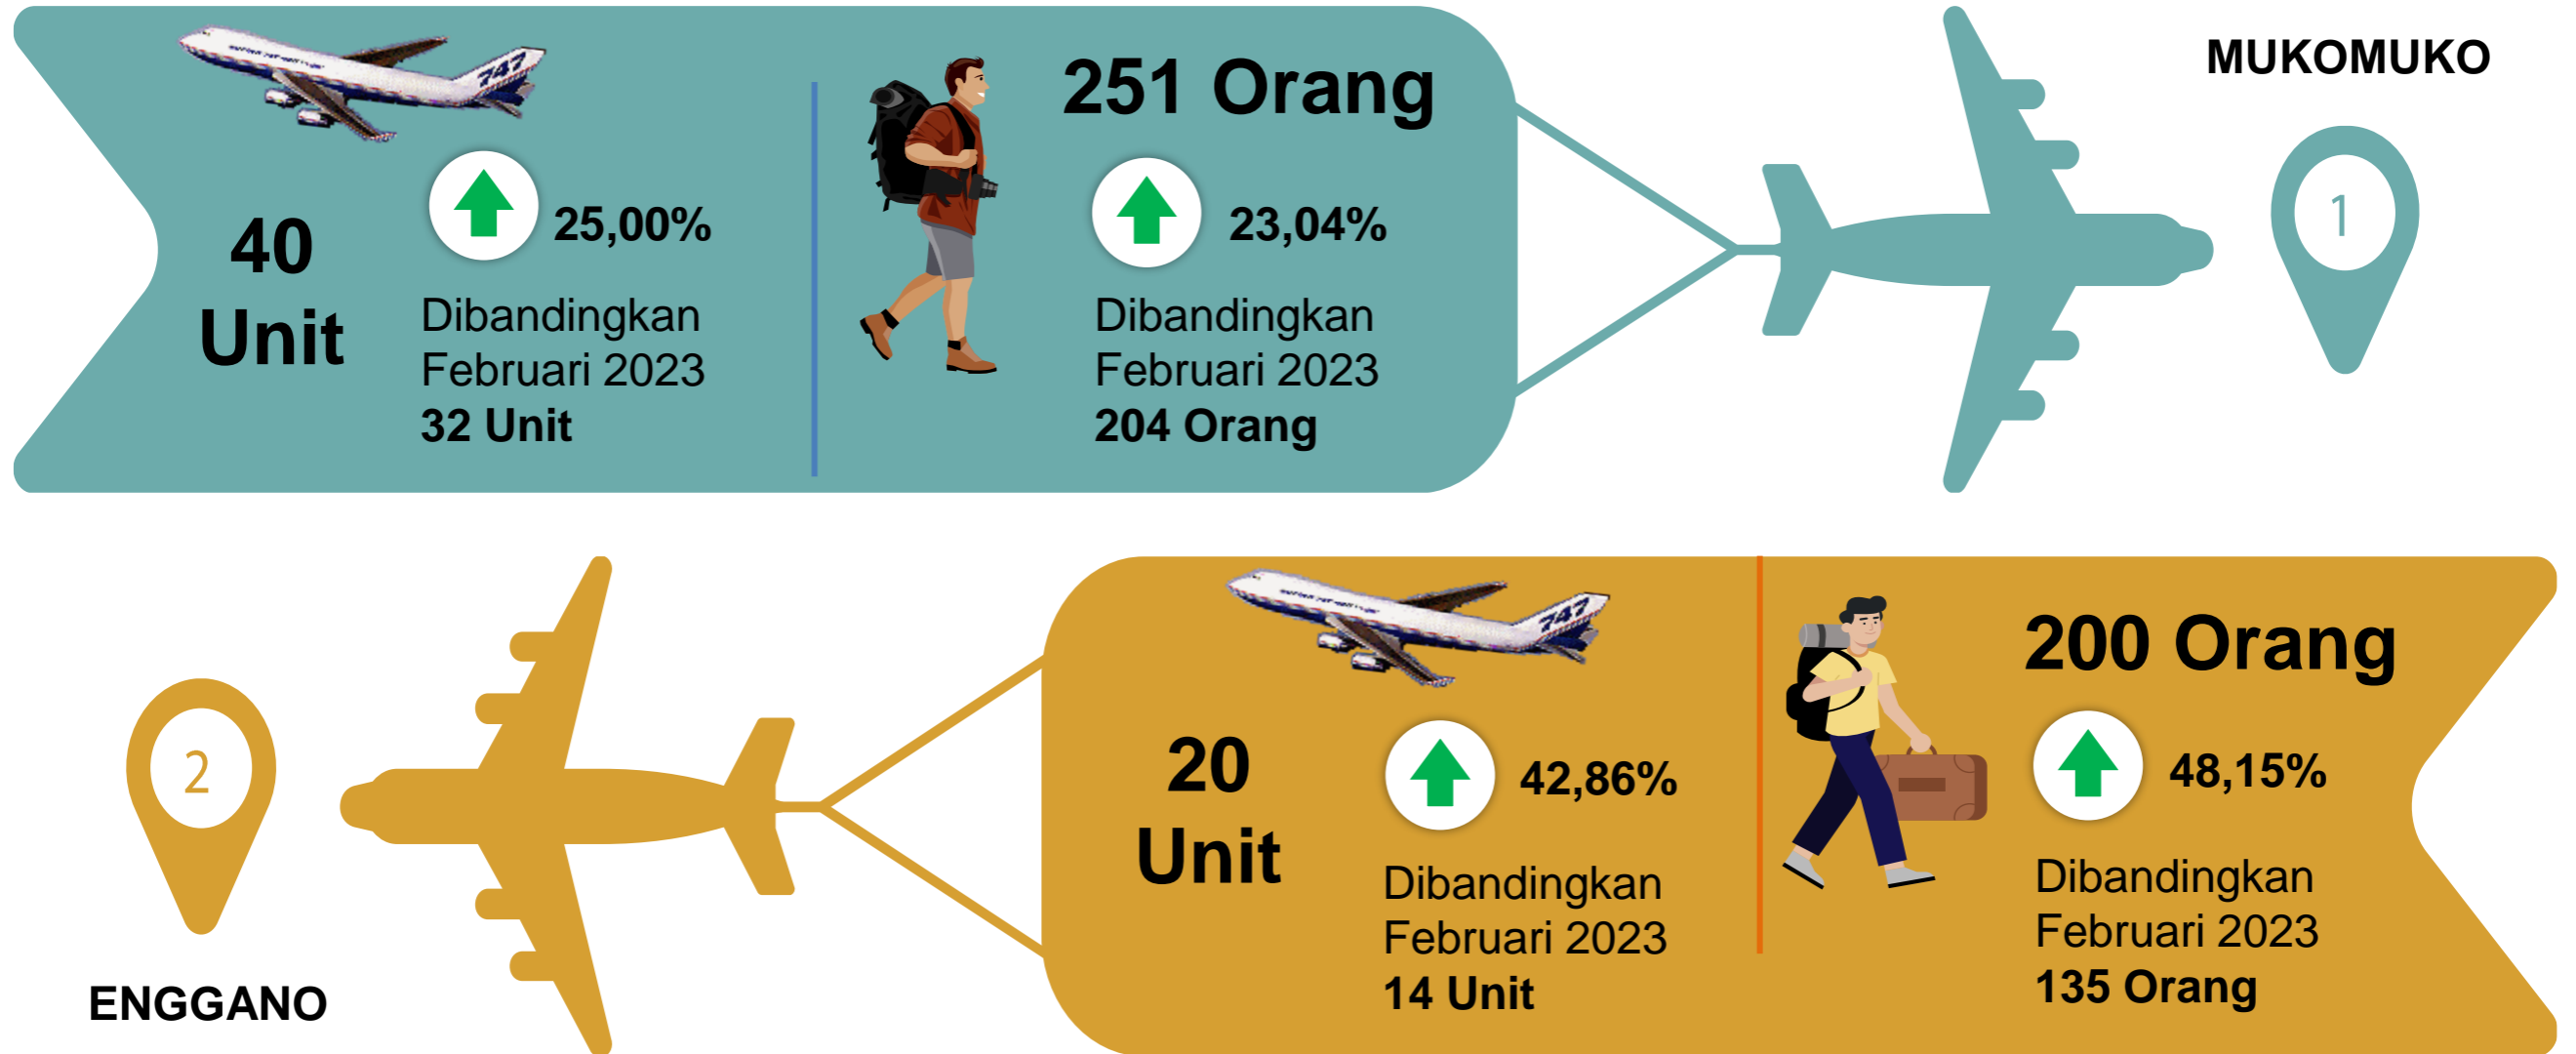 747
40
Unit
25,00%
Dibandingkan
Februari 2023
32 Unit
251 Orang
23,04%
Dibandingkan
Februari 2023
204 Orang
MUKOMUKO
1
2
ENGGANO
747
20
Unit
42,86%
Dibandingkan
Februari 2023
14 Unit
200 Orang
48,15%
Dibandingkan
Februari 2023
135 Orang